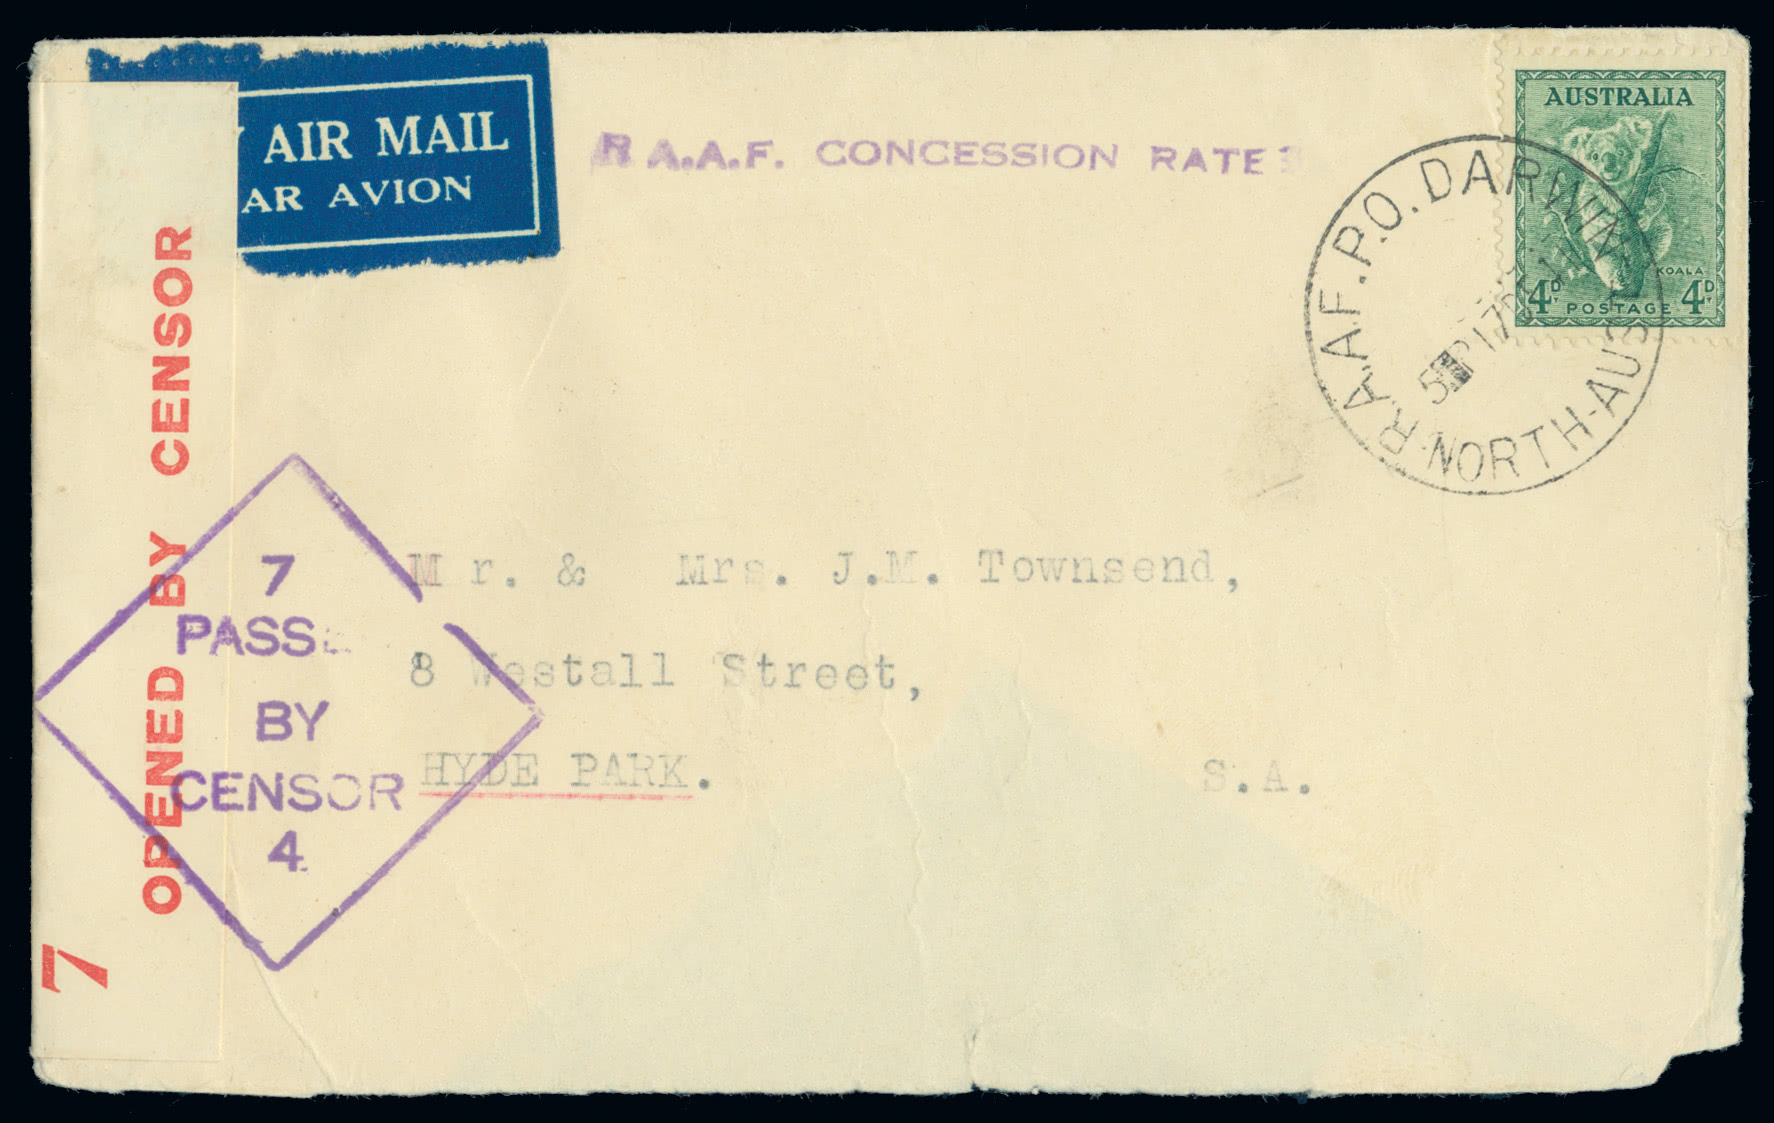 AIR MAIL
AR AVION
R.A.A.F. CONCESSION RATE
AUSTRALIA
KOALA
4D. POSTAGE 4D.
R.A.A.F.P.O. DARWIN
NORTH-AUS
OPENED BY CENSOR
7
7
PASSE
BY
CENSOR
4
Mr. & Mrs. J.M. Townsend,
8 Westall Street,
HYDE PARK. S.A.